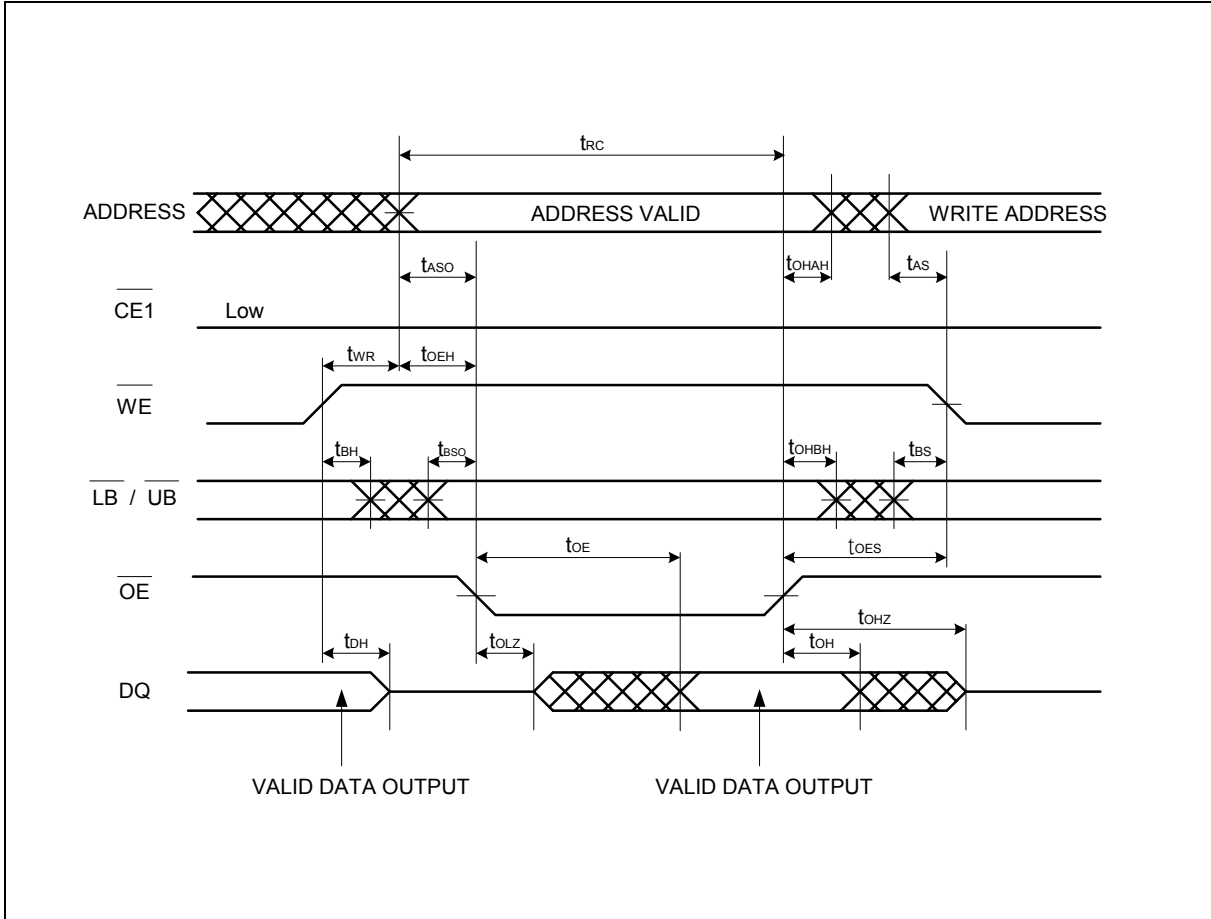 tRC
ADDRESS
ADDRESS VALID
WRITE ADDRESS
tASO
tOHAH
tAS
CE1
Low
tWR
tOEH
WE
tBH
tBSO
tOHBH
tBS
LB / UB
tOE
tOES
OE
tOHZ
tDH
tOLZ
tOH
DQ
VALID DATA OUTPUT
VALID DATA OUTPUT